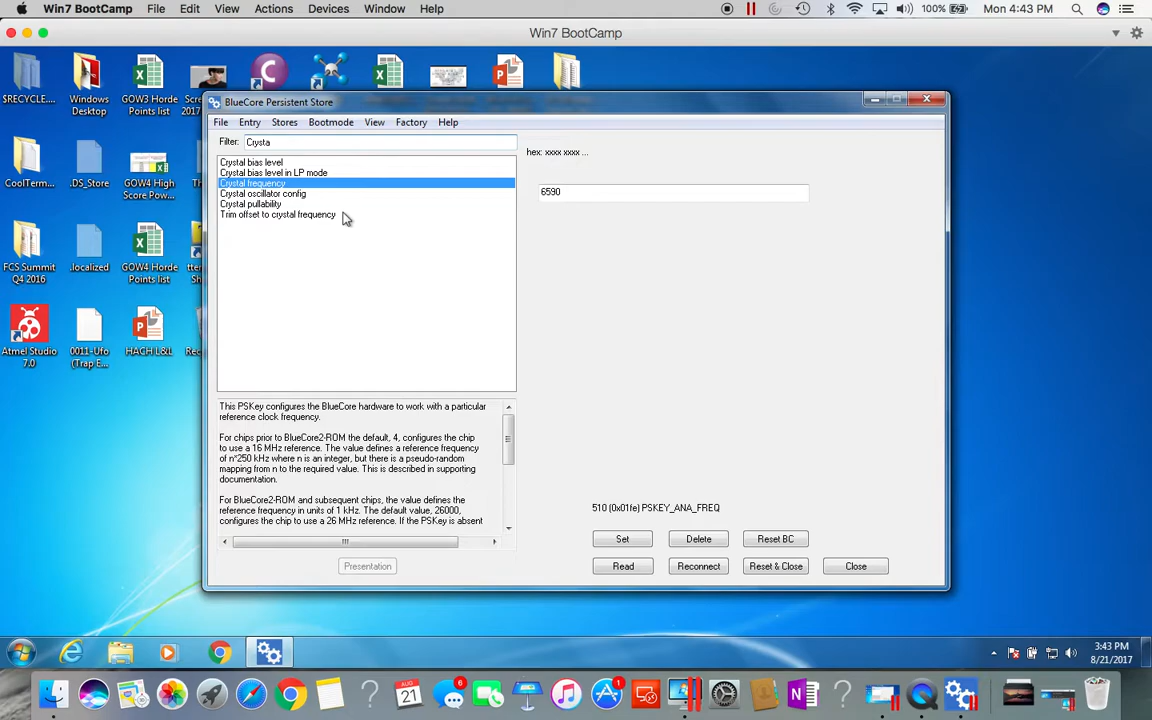 Win7 BootCamp File Edit View Actions Devices Window Help 100% Mon 4:43 PM
Win7 BootCamp
$RECYCLE....
Windows Desktop
GOW3 Horde Points list
2017
CoolTerm...
.DS_Store
GOW4 High Score Pow...
FCS Summit Q4 2016
.localized
GOW4 Horde Points list
Atmel Studio 7.0
0011-Ufo (Trap E...
HACH L&L
BlueCore Persistent Store
File Entry Stores Bootmode View Factory Help
Filter: Crysta
hex: xxxx xxxx ...
Crystal bias level
Crystal bias level in LP mode
Crystal frequency
6590
Crystal oscillator config
Crystal pullability
Trim offset to crystal frequency
This PSKey configures the BlueCore hardware to work with a particular
reference clock frequency.
For chips prior to BlueCore2-ROM the default, 4, configures the chip
to use a 16 MHz reference. The value defines a reference frequency
of n*250 kHz where n is an integer, but there is a pseudo-random
mapping from n to the required value. This is described in supporting
documentation.
For BlueCore2-ROM and subsequent chips, the value defines the
reference frequency in units of 1 kHz. The default value, 26000,
configures the chip to use a 26 MHz reference. If the PSKey is absent
510 (0x01fe) PSKEY_ANA_FREQ
Set Delete Reset BC
Presentation Read Reconnect Reset & Close Close
3:43 PM
8/21/2017
AUG
21
6
1